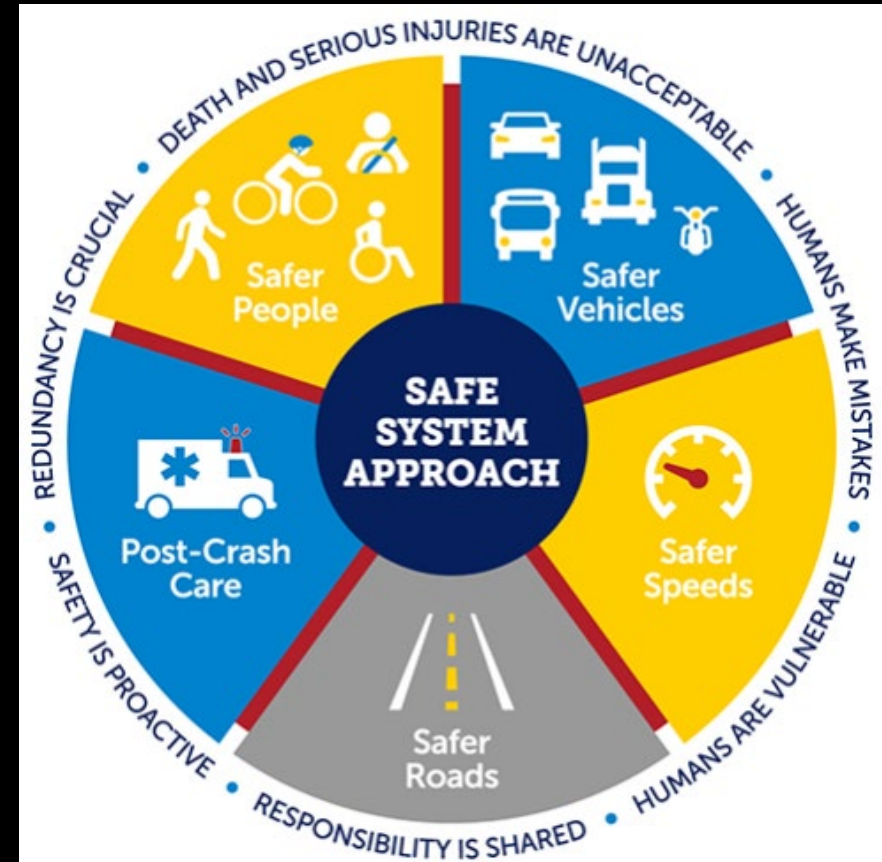 DEATH AND SERIOUS INJURIES ARE UNACCEPTABLE
HUMANS MAKE MISTAKES
HUMANS ARE VULNERABLE
RESPONSIBILITY IS SHARED
SAFETY IS PROACTIVE
REDUNDANCY IS CRUCIAL
Safer
People
Safer
Vehicles
SAFE
SYSTEM
APPROACH
Post-Crash
Care
Safer
Speeds
Safer
Roads